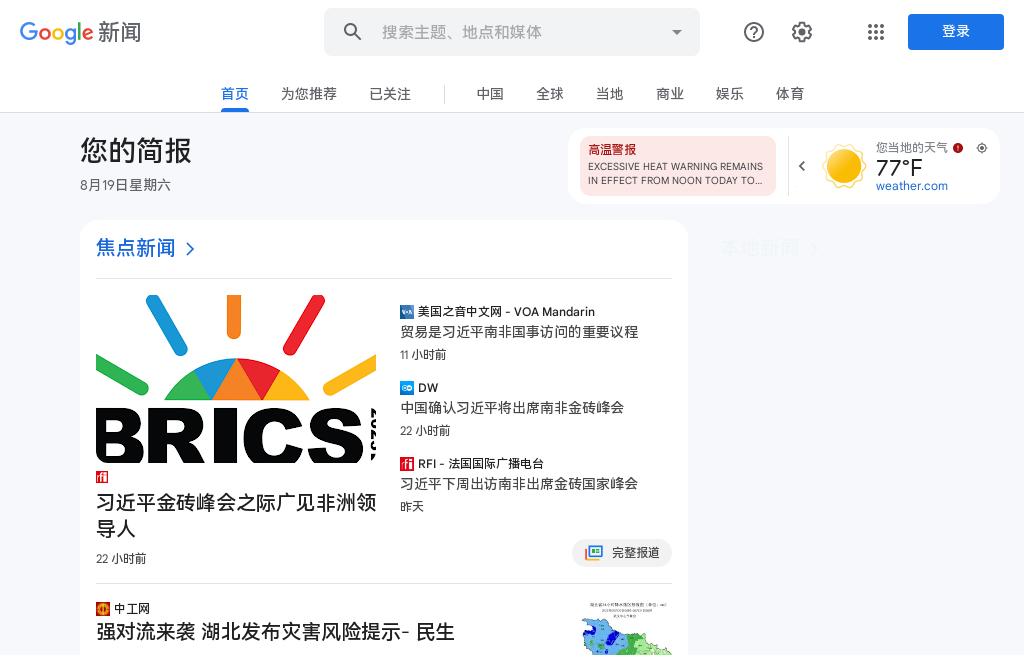 Google 新闻
搜索主题、地点和媒体
登录
首页
为您推荐
已关注
中国
全球
当地
商业
娱乐
体育
您的简报
8月19日星期六
高温警报
EXCESSIVE HEAT WARNING REMAINS
IN EFFECT FROM NOON TODAY TO…
您当地的天气
77°F
weather.com
焦点新闻
本地新闻
BRICS
习近平金砖峰会之际广见非洲领
导人
22 小时前
美国之音中文网 - VOA Mandarin
贸易是习近平南非国事访问的重要议程
11 小时前
DW
中国确认习近平将出席南非金砖峰会
22 小时前
RFI - 法国国际广播电台
习近平下周出访南非出席金砖国家峰会
昨天
完整报道
中工网
强对流来袭 湖北发布灾害风险提示- 民生